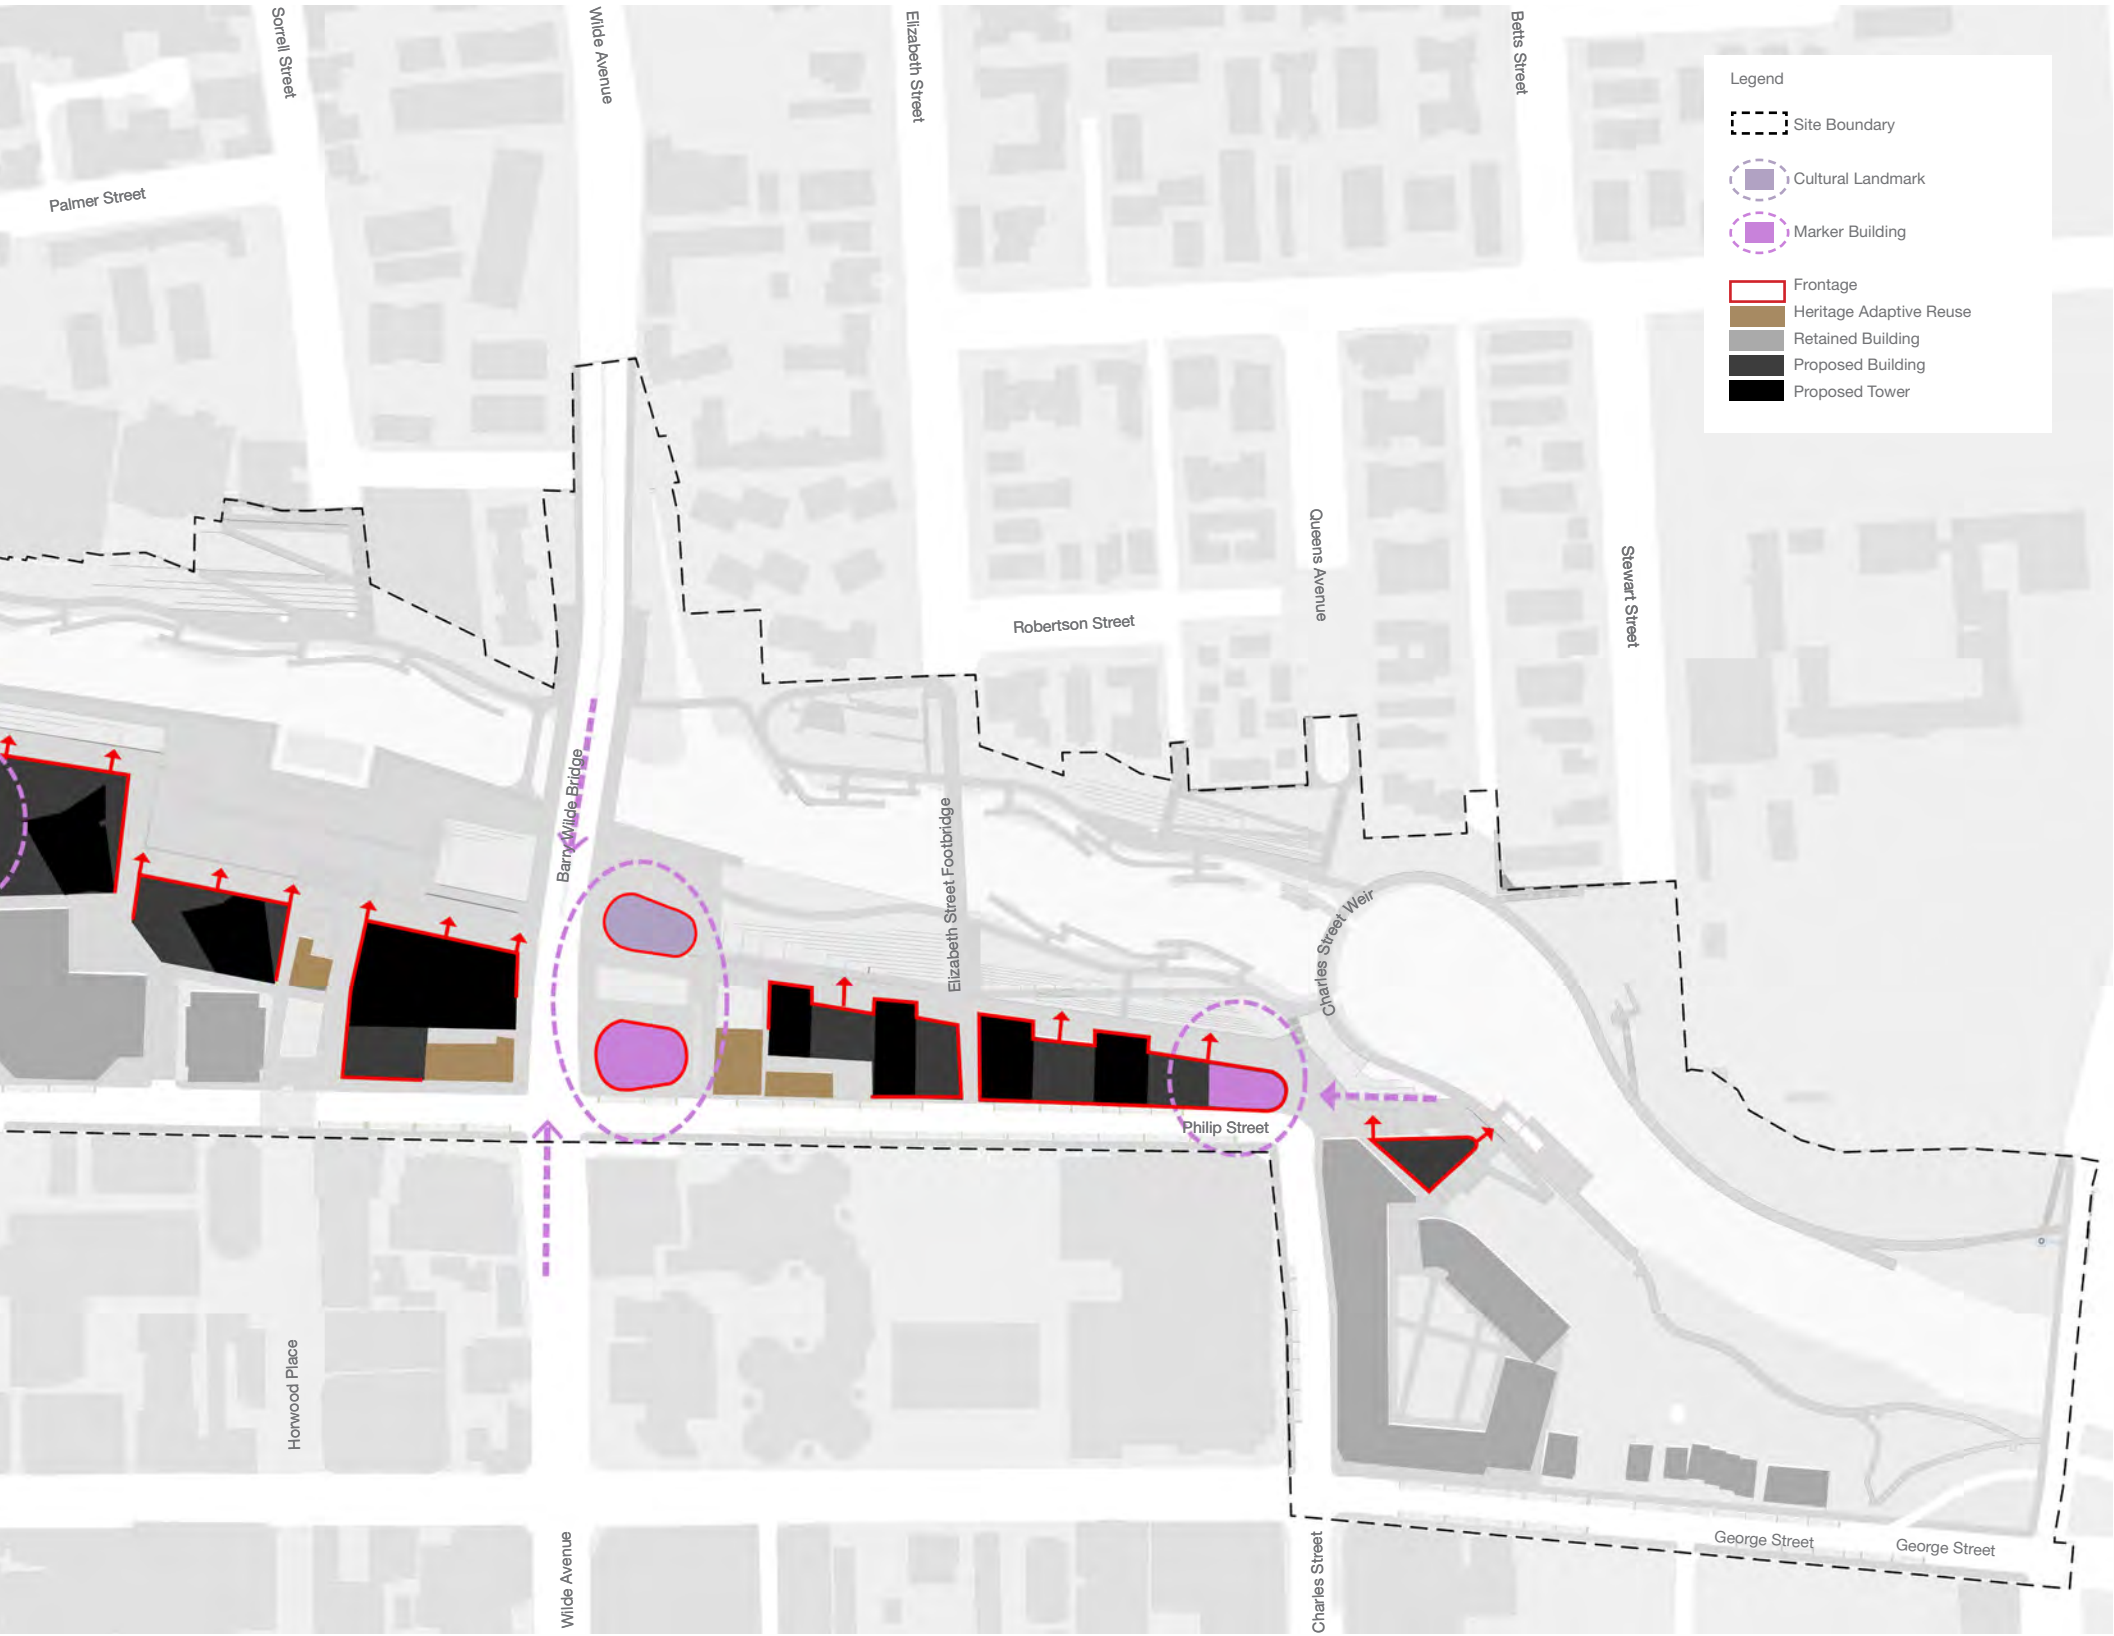 Sorrell Street
Wilde Avenue
Elizabeth Street
Betts Street
Legend
Site Boundary
Cultural Landmark
Marker Building
Frontage
Heritage Adaptive Reuse
Retained Building
Proposed Building
Proposed Tower
Palmer Street
Queens Avenue
Stewart Street
Robertson Street
Barry Wilde Bridge
Elizabeth Street Footbridge
Charles Street Weir
Philip Street
Horwood Place
Wilde Avenue
Charles Street
George Street
George Street